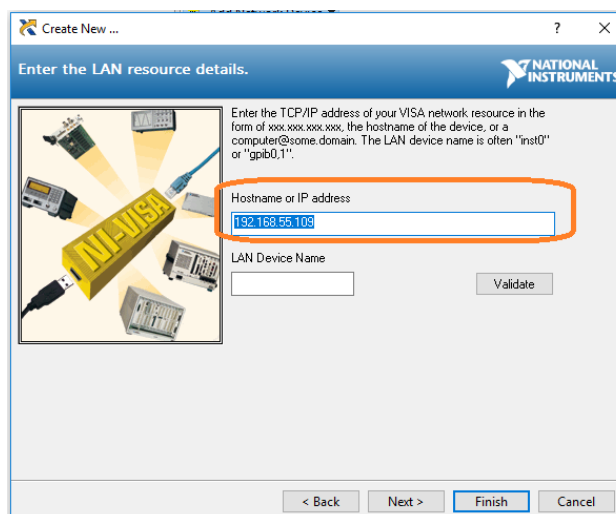 Create New ...
?
Enter the LAN resource details.
NATIONAL
INSTRUMENTS
Enter the TCP/IP address of your VISA network resource in the
form of xxx.xxx.xxx.xxx, the hostname of the device, or a
computer@some.domain. The LAN device name is often "inst0"
or "gpib0,1".
NI-VISA
Hostname or IP address
192.168.55.109
LAN Device Name
Validate
< Back
Next >
Finish
Cancel